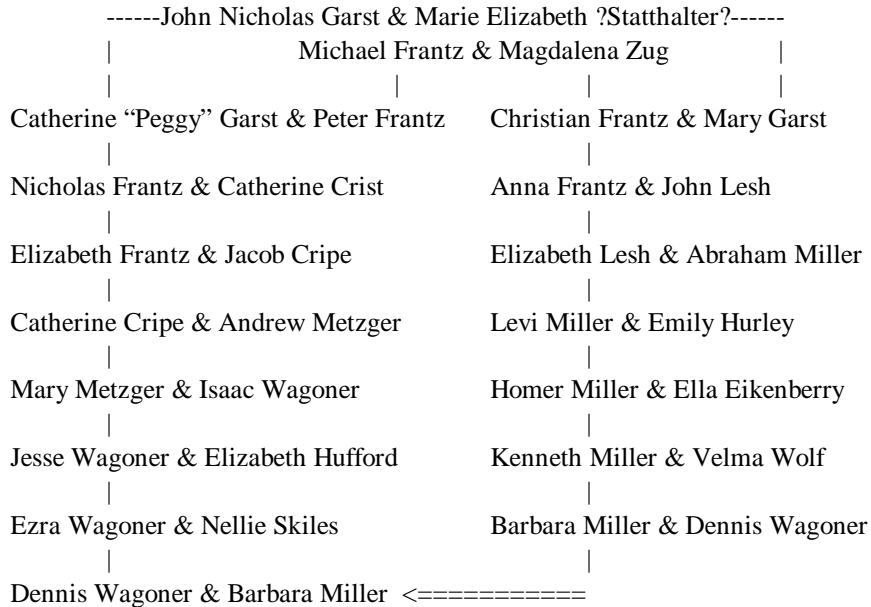 ------John Nicholas Garst & Marie Elizabeth ?Statthalter?------
| Michael Frantz & Magdalena Zug |
| | | |
Catherine “Peggy” Garst & Peter Frantz Christian Frantz & Mary Garst
| |
Nicholas Frantz & Catherine Crist Anna Frantz & John Lesh
| |
Elizabeth Frantz & Jacob Cripe Elizabeth Lesh & Abraham Miller
| |
Catherine Cripe & Andrew Metzger Levi Miller & Emily Hurley
| |
Mary Metzger & Isaac Wagoner Homer Miller & Ella Eikenberry
| |
Jesse Wagoner & Elizabeth Hufford Kenneth Miller & Velma Wolf
| |
Ezra Wagoner & Nellie Skiles Barbara Miller & Dennis Wagoner
| |
Dennis Wagoner & Barbara Miller <===========